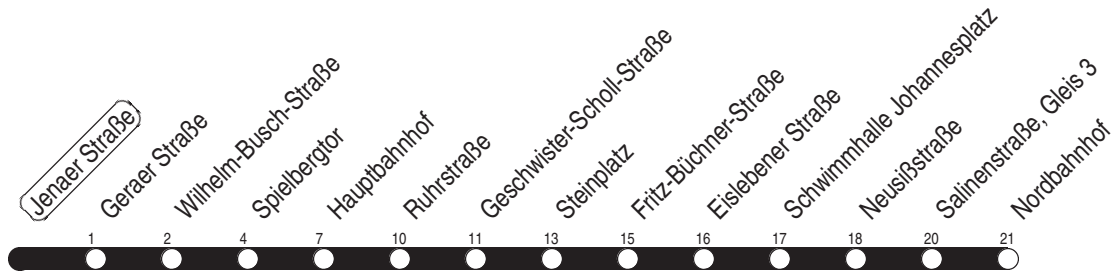 Jenaer Straße
Geraer Straße
Wilhelm-Busch-Straße
Spielbergtor
Hauptbahnhof
Ruhrstraße
Geschwister-Scholl-Straße
Steinplatz
Fritz-Büchner-Straße
Eislebener Straße
Schwimmhalle Johannesplatz
Neusißstraße
Salinenstraße, Gleis 3
Nordbahnhof
1 2 4 7 10 11 13 15 16 17 18 20 21